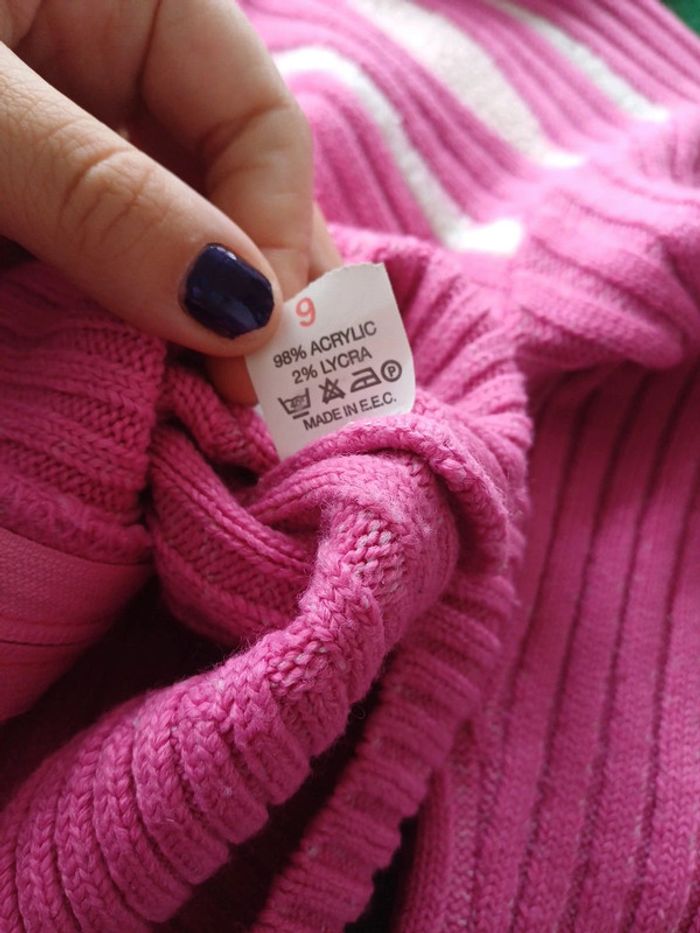 9
98% ACRYLIC
2% LYCRA
P
MADE IN E.E.C.